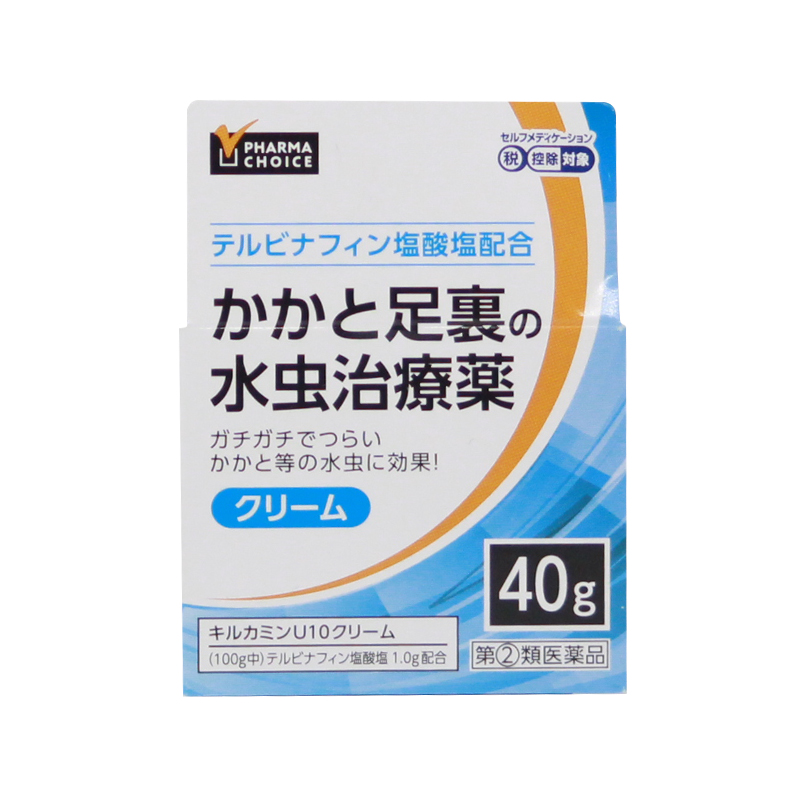 PHARMA
CHOICE
セルフメディケーション
税 控除 対象
テルビナフィン塩酸塩配合
かかと足裏の
水虫治療薬
ガチガチでつらい
かかと等の水虫に効果!
クリーム
40g
キルカミンU10クリーム
(100g中)テルビナフィン塩酸塩 1.0g配合
第②類医薬品